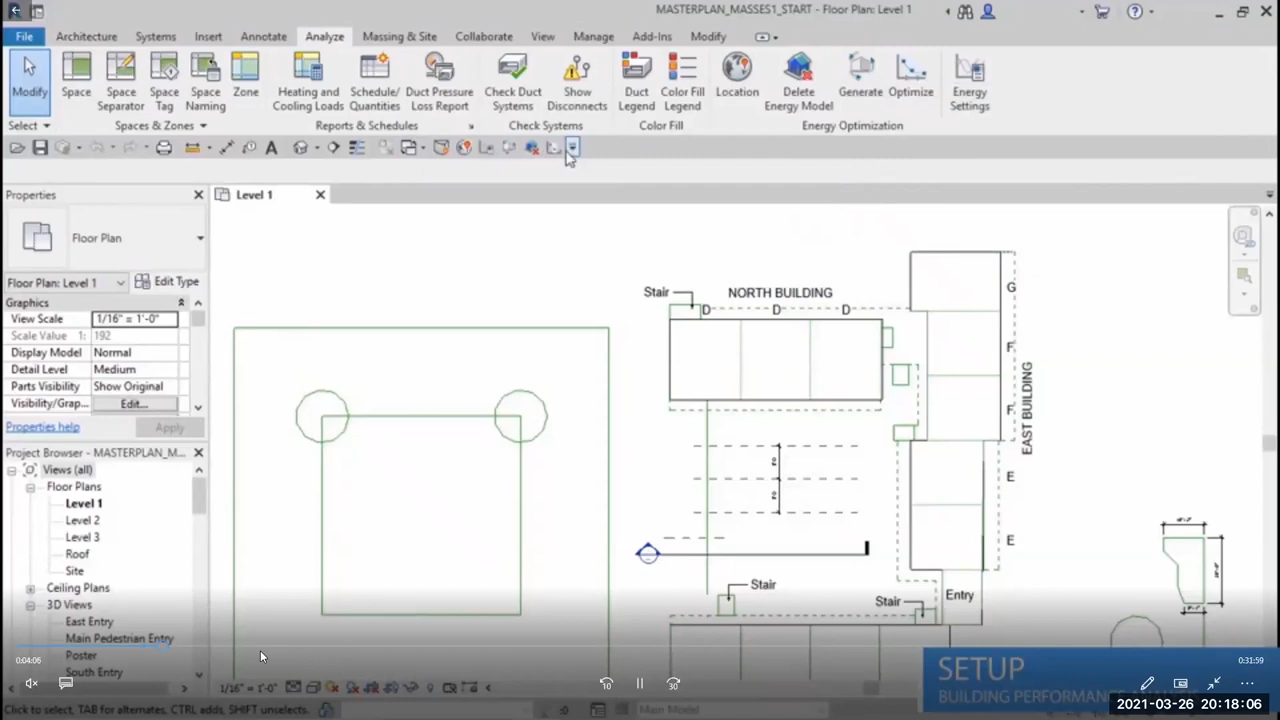 MASTERPLAN_MASSES1_START - Floor Plan: Level 1
File Architecture Systems Insert Annotate Analyze Massing & Site Collaborate View Manage Add-Ins Modify
Modify
Space
Space Separator
Space Tag
Space Naming
Zone
Heating and Cooling Loads
Schedule/ Quantities
Duct Pressure Loss Report
Check Duct Systems
Show Disconnects
Duct Legend
Color Fill Legend
Location
Delete Energy Model
Generate
Optimize
Energy Settings
Select Spaces & Zones Reports & Schedules Check Systems Color Fill Energy Optimization
Properties
Level 1
Floor Plan
Floor Plan: Level 1 Edit Type
Graphics
View Scale 1/16" = 1'-0"
Scale Value 1: 192
Display Model Normal
Detail Level Medium
Parts Visibility Show Original
Visibility/Grap... Edit...
Properties help Apply
Project Browser - MASTERPLAN_M...
Views (all)
Floor Plans
Level 1
Level 2
Level 3
Roof
Site
Ceiling Plans
3D Views
East Entry
Main Pedestrian Entry
Poster
South Entry
Stair
NORTH BUILDING
D D D
G
F
F
E
E
EAST BUILDING
Stair
Stair
Entry
0:04:06
0:31:59
10
30
1/16" = 1'-0"
SETUP
BUILDING PERFORMANCE ANALYSIS
Click to select, TAB for alternates, CTRL adds, SHIFT unselects.
:0
Main Model
2021-03-26 20:18:06